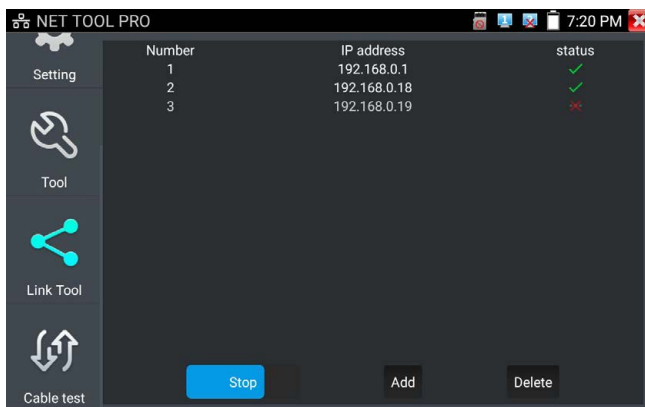 NET TOOL PRO 7:20 PM
Setting
Tool
Link Tool
Cable test
Number IP address status
1 192.168.0.1
2 192.168.0.18
3 192.168.0.19
Stop Add Delete